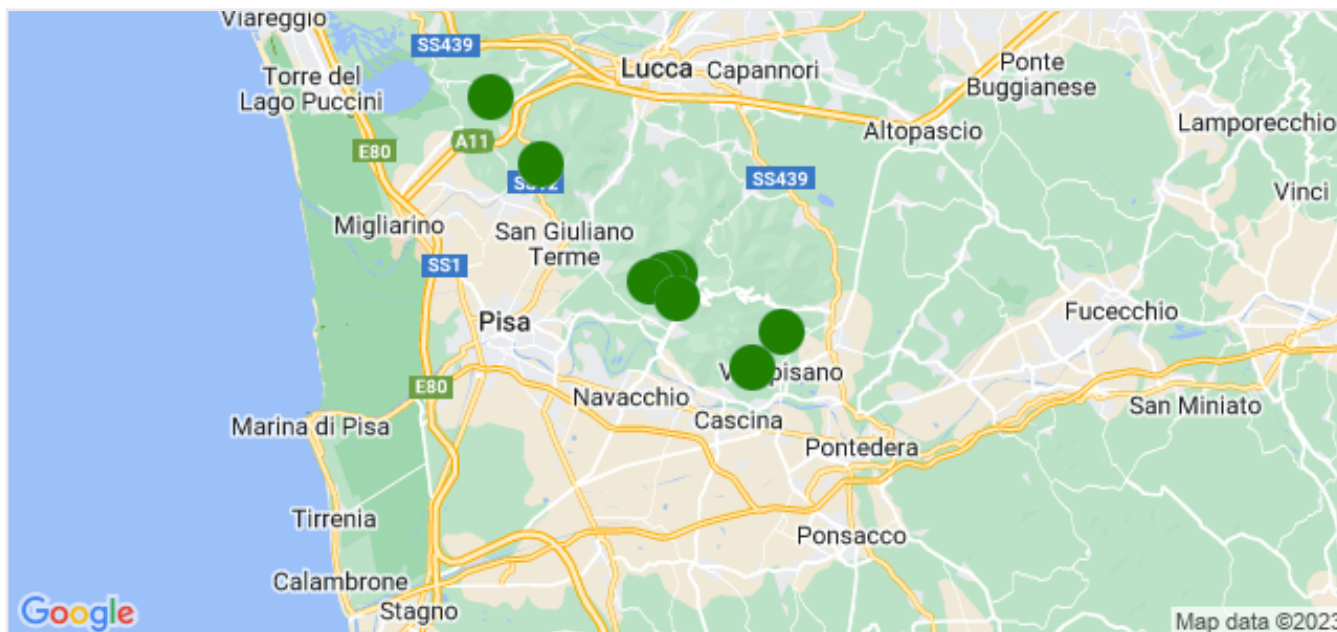 Viareggio
SS439
Lucca
Capannori
Ponte
Buggianese
Torre del
Lago Puccini
Altopascio
Lamporecchio
A11
E80
SS439
Vinci
Migliarino
San Giuliano
Terme
SS1
Pisa
Fucecchio
E80
Navacchio
Cascina
San Miniato
Marina di Pisa
Pontedera
Tirrenia
Ponsacco
Calambrone
Stagno
Google
Map data ©2023